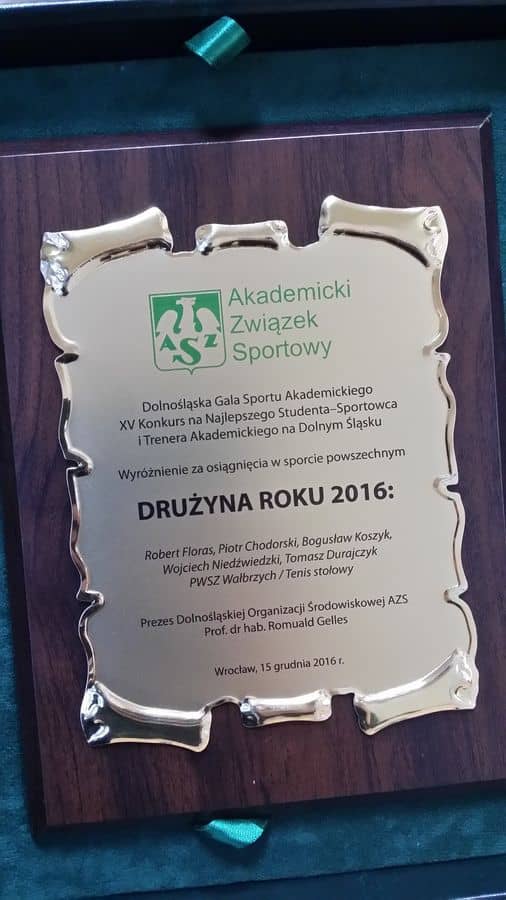 AZS
Akademicki
Związek
Sportowy
Dolnośląska Gala Sportu Akademickiego
XV Konkurs na Najlepszego Studenta–Sportowca
i Trenera Akademickiego na Dolnym Śląsku
Wyróżnienie za osiągnięcia w sporcie powszechnym
DRUŻYNA ROKU 2016:
Robert Floras, Piotr Chodorski, Bogusław Koszyk,
Wojciech Niedźwiedzki, Tomasz Durajczyk
PWSZ Wałbrzych / Tenis stołowy
Prezes Dolnośląskiej Organizacji Środowiskowej AZS
Prof. dr hab. Romuald Gelles
Wrocław, 15 grudnia 2016 r.